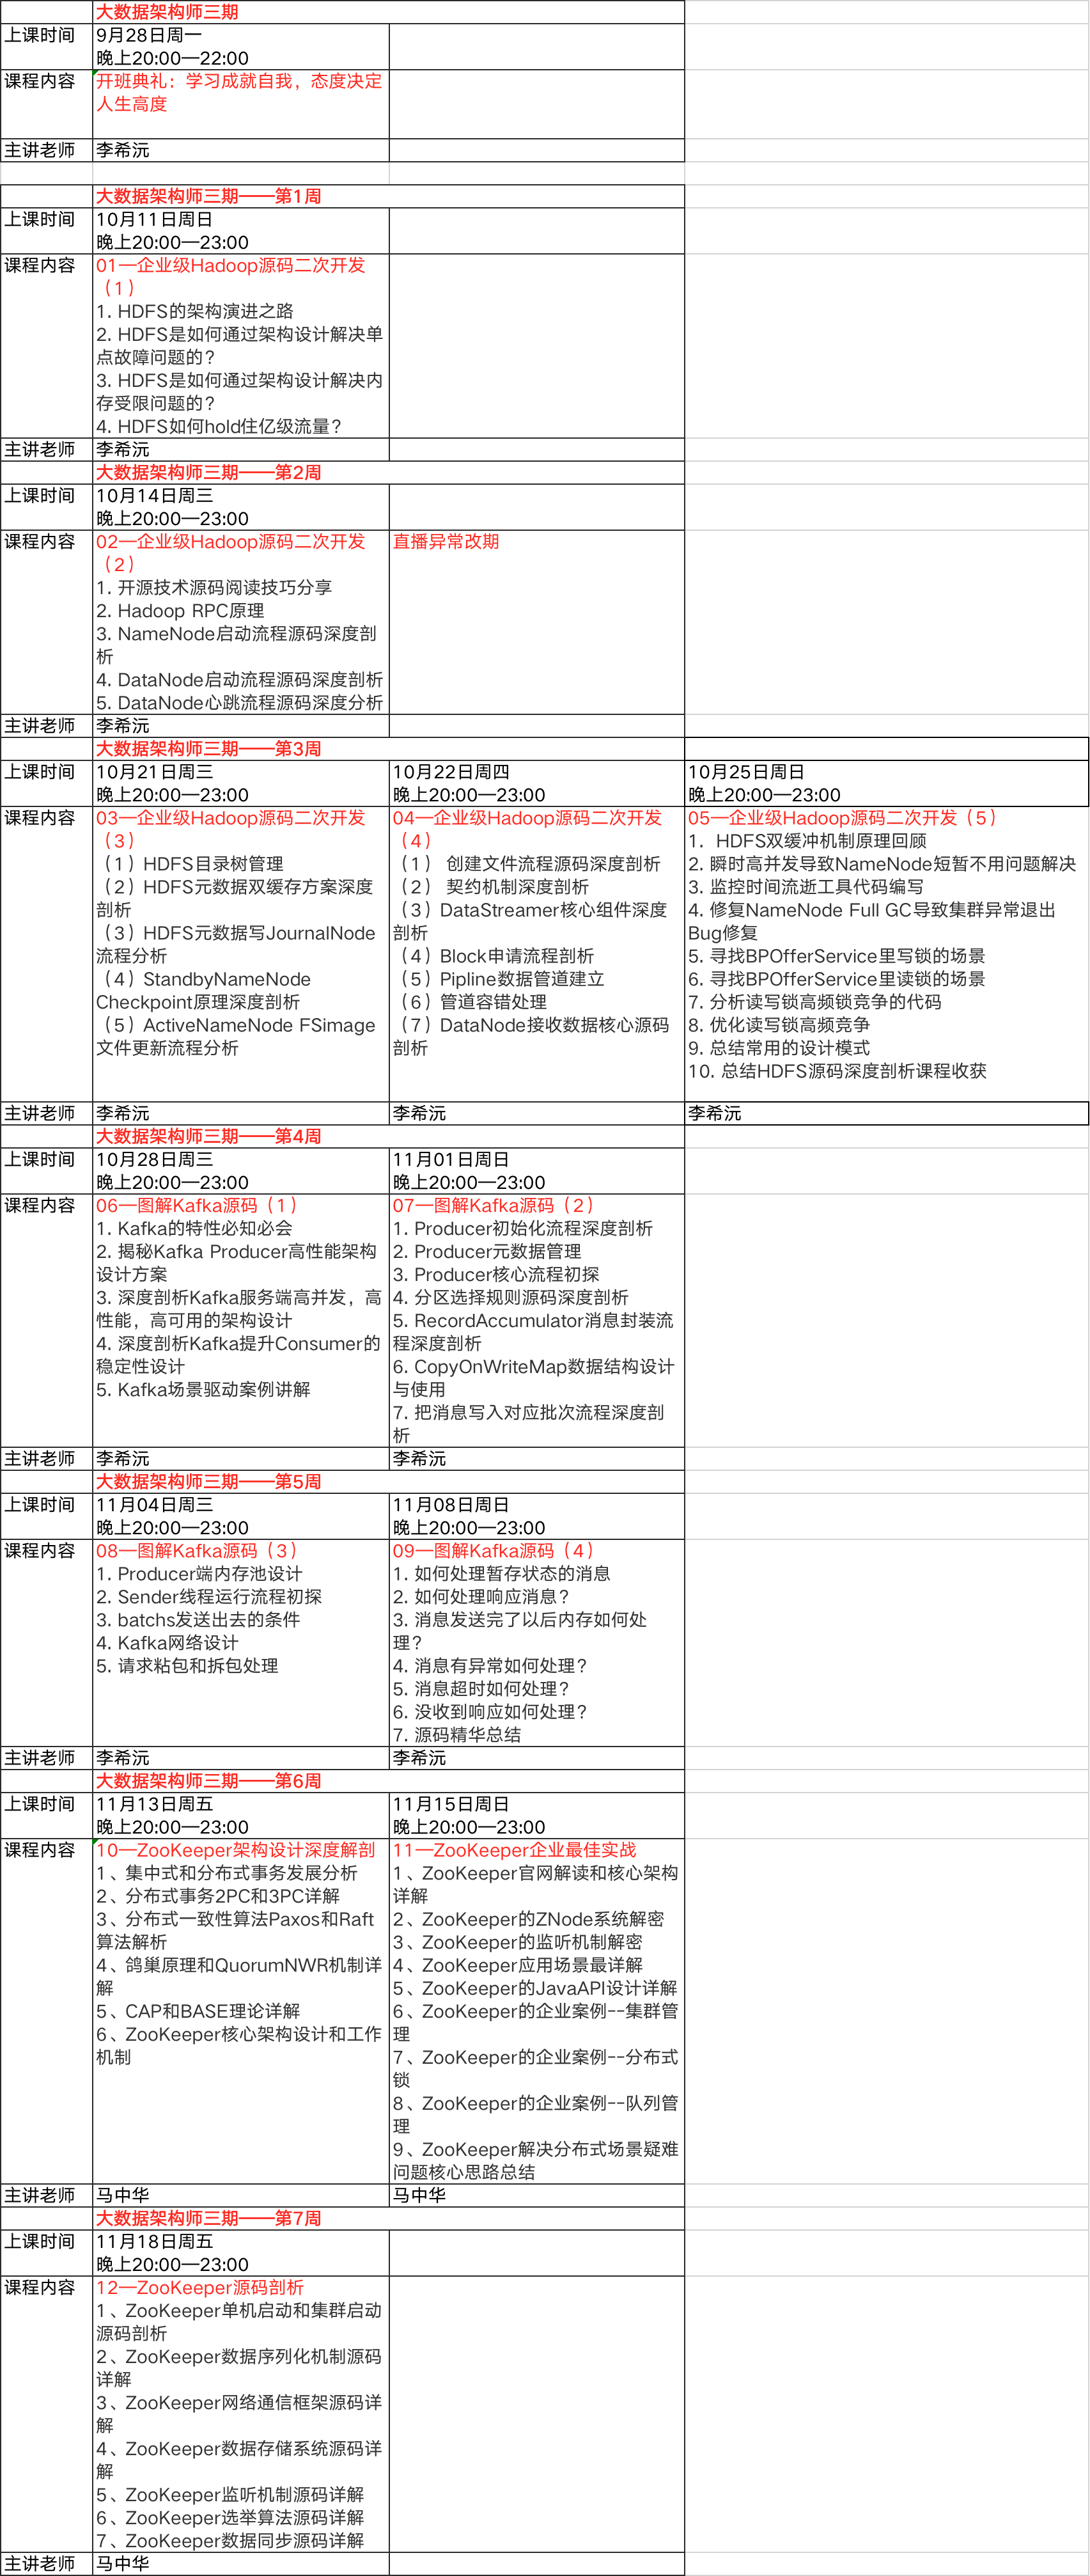 大数据架构师三期
上课时间
9月28日周一
晚上20:00—22:00
课程内容
开班典礼：学习成就自我，态度决定
人生高度
主讲老师
李希沅
大数据架构师三期——第1周
上课时间
10月11日周日
晚上20:00—23:00
课程内容
01—企业级Hadoop源码二次开发
（1）
1. HDFS的架构演进之路
2. HDFS是如何通过架构设计解决单
点故障问题的？
3. HDFS是如何通过架构设计解决内
存受限问题的？
4. HDFS如何hold住亿级流量？
主讲老师
李希沅
大数据架构师三期——第2周
上课时间
10月14日周三
晚上20:00—23:00
课程内容
02—企业级Hadoop源码二次开发
（2）
1. 开源技术源码阅读技巧分享
2. Hadoop RPC原理
3. NameNode启动流程源码深度剖
析
4. DataNode启动流程源码深度剖析
5. DataNode心跳流程源码深度分析
直播异常改期
主讲老师
李希沅
大数据架构师三期——第3周
上课时间
10月21日周三
晚上20:00—23:00
10月22日周四
晚上20:00—23:00
10月25日周日
晚上20:00—23:00
课程内容
03—企业级Hadoop源码二次开发
（3）
（1）HDFS目录树管理
（2）HDFS元数据双缓存方案深度
剖析
（3）HDFS元数据写JournalNode
流程分析
（4）StandbyNameNode
Checkpoint原理深度剖析
（5）ActiveNameNode FSimage
文件更新流程分析
04—企业级Hadoop源码二次开发
（4）
（1） 创建文件流程源码深度剖析
（2） 契约机制深度剖析
（3）DataStreamer核心组件深度
剖析
（4）Block申请流程剖析
（5）Pipline数据管道建立
（6）管道容错处理
（7）DataNode接收数据核心源码
剖析
05—企业级Hadoop源码二次开发（5）
1. HDFS双缓冲机制原理回顾
2. 瞬时高并发导致NameNode短暂不用问题解决
3. 监控时间流逝工具代码编写
4. 修复NameNode Full GC导致集群异常退出
Bug修复
5. 寻找BPOfferService里写锁的场景
6. 寻找BPOfferService里读锁的场景
7. 分析读写锁高频锁竞争的代码
8. 优化读写锁高频竞争
9. 总结常用的设计模式
10. 总结HDFS源码深度剖析课程收获
主讲老师
李希沅
李希沅
李希沅
大数据架构师三期——第4周
上课时间
10月28日周三
晚上20:00—23:00
11月01日周日
晚上20:00—23:00
课程内容
06—图解Kafka源码（1）
1. Kafka的特性必知必会
2. 揭秘Kafka Producer高性能架构
设计方案
3. 深度剖析Kafka服务端高并发，高
性能，高可用的架构设计
4. 深度剖析Kafka提升Consumer的
稳定性设计
5. Kafka场景驱动案例讲解
07—图解Kafka源码（2）
1. Producer初始化流程深度剖析
2. Producer元数据管理
3. Producer核心流程初探
4. 分区选择规则源码深度剖析
5. RecordAccumulator消息封装流
程深度剖析
6. CopyOnWriteMap数据结构设计
与使用
7. 把消息写入对应批次流程深度剖
析
主讲老师
李希沅
李希沅
大数据架构师三期——第5周
上课时间
11月04日周三
晚上20:00—23:00
11月08日周日
晚上20:00—23:00
课程内容
08—图解Kafka源码（3）
1. Producer端内存池设计
2. Sender线程运行流程初探
3. batchs发送出去的条件
4. Kafka网络设计
5. 请求粘包和拆包处理
09—图解Kafka源码（4）
1. 如何处理暂存状态的消息
2. 如何处理响应消息？
3. 消息发送完了以后内存如何处
理？
4. 消息有异常如何处理？
5. 消息超时如何处理？
6. 没收到响应如何处理？
7. 源码精华总结
主讲老师
李希沅
李希沅
大数据架构师三期——第6周
上课时间
11月13日周五
晚上20:00—23:00
11月15日周日
晚上20:00—23:00
课程内容
10—ZooKeeper架构设计深度解剖
1、集中式和分布式事务发展分析
2、分布式事务2PC和3PC详解
3、分布式一致性算法Paxos和Raft
算法解析
4、鸽巢原理和QuorumNWR机制详
解
5、CAP和BASE理论详解
6、ZooKeeper核心架构设计和工作
机制
11—ZooKeeper企业最佳实战
1、ZooKeeper官网解读和核心架构
详解
2、ZooKeeper的ZNode系统解密
3、ZooKeeper的监听机制解密
4、ZooKeeper应用场景最详解
5、ZooKeeper的JavaAPI设计详解
6、ZooKeeper的企业案例--集群管
理
7、ZooKeeper的企业案例--分布式
锁
8、ZooKeeper的企业案例--队列管
理
9、ZooKeeper解决分布式场景疑难
问题核心思路总结
主讲老师
马中华
马中华
大数据架构师三期——第7周
上课时间
11月18日周五
晚上20:00—23:00
课程内容
12—ZooKeeper源码剖析
1、ZooKeeper单机启动和集群启动
源码剖析
2、ZooKeeper数据序列化机制源码
详解
3、ZooKeeper网络通信框架源码详
解
4、ZooKeeper数据存储系统源码详
解
5、ZooKeeper监听机制源码详解
6、ZooKeeper选举算法源码详解
7、ZooKeeper数据同步源码详解
主讲老师
马中华